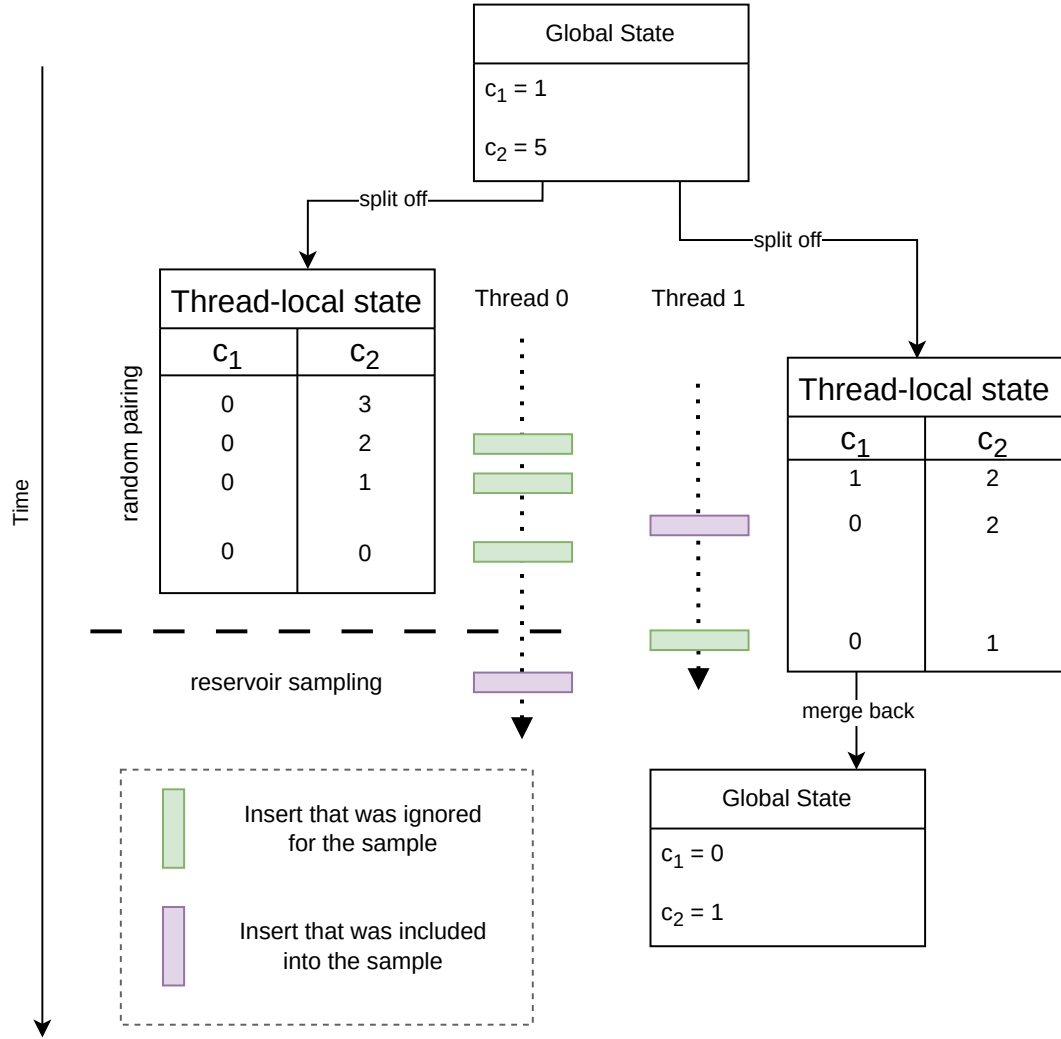 Global State
c₁ = 1
c₂ = 5
split off
split off
Thread-local state
c₁ c₂
0 3
0 2
0 1
0 0
random pairing
Thread 0
Thread 1
Thread-local state
c₁ c₂
1 2
0 2
0 1
Time
reservoir sampling
merge back
Global State
c₁ = 0
c₂ = 1
Insert that was ignored
for the sample
Insert that was included
into the sample